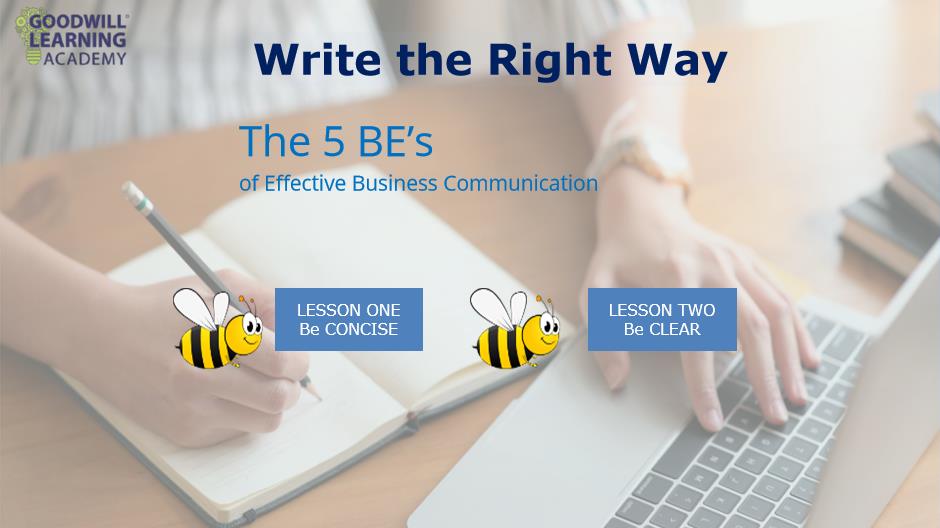 GOODWILL®
LEARNING
ACADEMY
Write the Right Way
The 5 BE’s
of Effective Business Communication
LESSON ONE
Be CONCISE
LESSON TWO
Be CLEAR